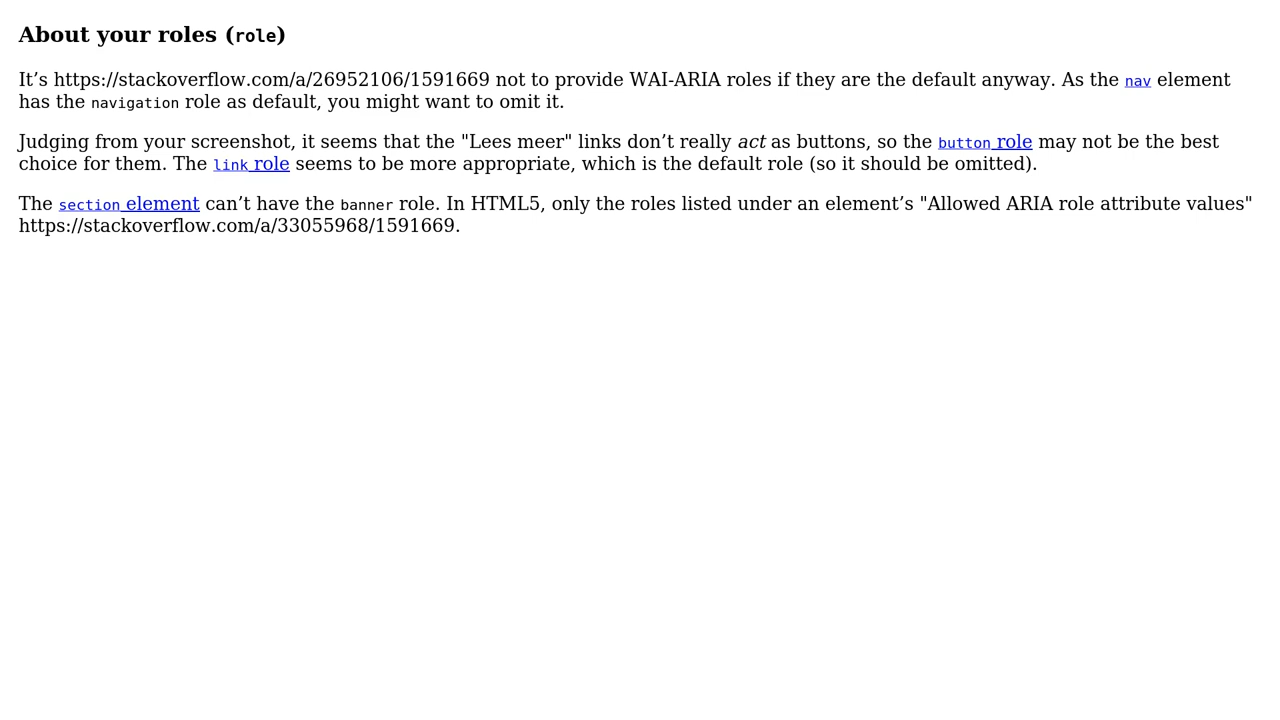 About your roles (role)
It’s https://stackoverflow.com/a/26952106/1591669 not to provide WAI-ARIA roles if they are the default anyway. As the nav element
has the navigation role as default, you might want to omit it.
Judging from your screenshot, it seems that the "Lees meer" links don’t really act as buttons, so the button role may not be the best
choice for them. The link role seems to be more appropriate, which is the default role (so it should be omitted).
The section element can’t have the banner role. In HTML5, only the roles listed under an element’s "Allowed ARIA role attribute values"
https://stackoverflow.com/a/33055968/1591669.